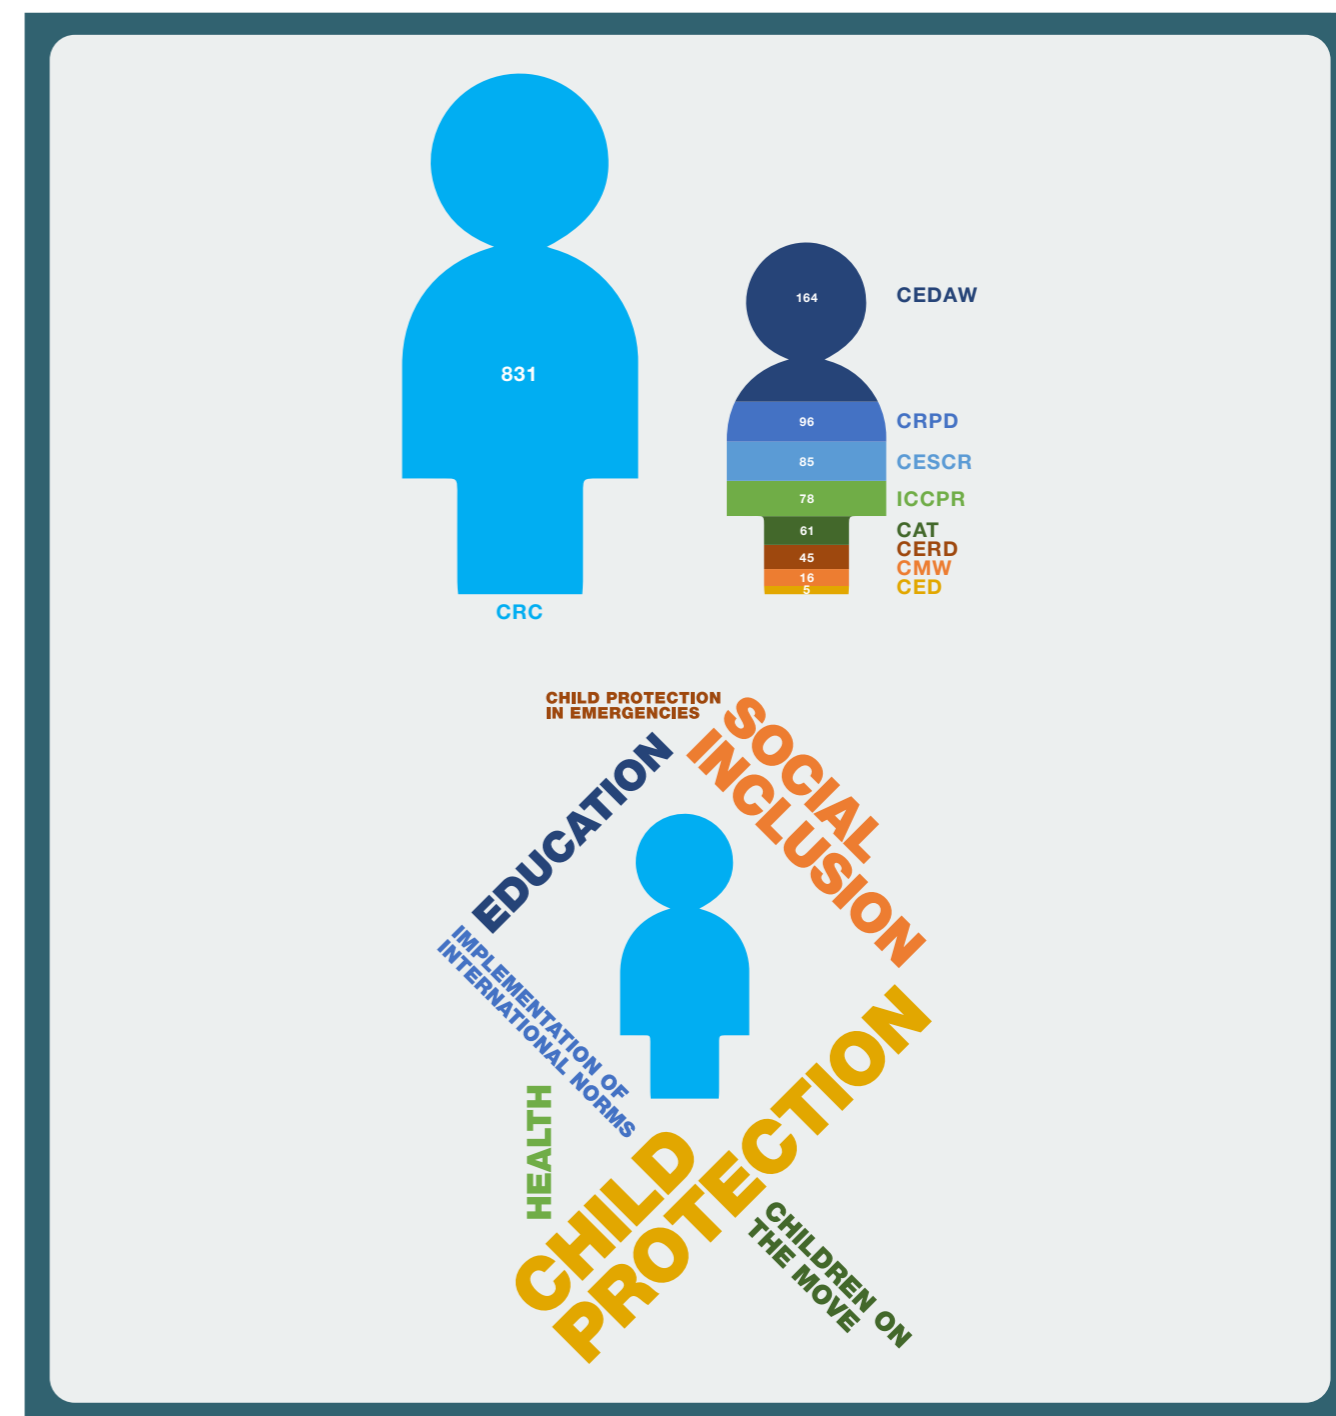 831
CRC
164
CEDAW
96
CRPD
85
CESCR
78
ICCPR
61
CAT
45
CERD
16
CMW
5
CED
CHILD PROTECTION
IN EMERGENCIES
SOCIAL
INCLUSION
EDUCATION
IMPLEMENTATION OF
INTERNATIONAL NORMS
HEALTH
CHILD
PROTECTION
CHILDREN ON
THE MOVE